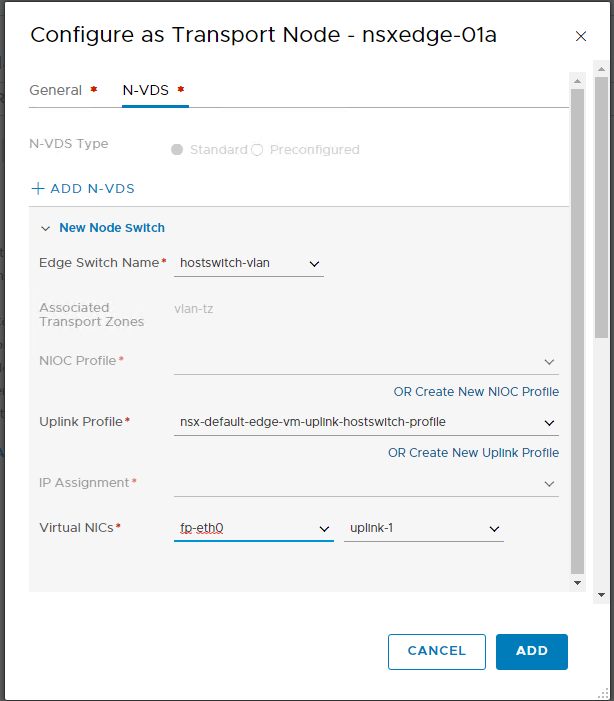 Configure as Transport Node - nsxedge-01a
General *
N-VDS *
N-VDS Type
Standard
Preconfigured
+ ADD N-VDS
New Node Switch
Edge Switch Name*
hostswitch-vlan
Associated
Transport Zones
vlan-tz
NIOC Profile*
OR Create New NIOC Profile
Uplink Profile*
nsx-default-edge-vm-uplink-hostswitch-profile
OR Create New Uplink Profile
IP Assignment*
Virtual NICs*
fp-eth0
uplink-1
CANCEL
ADD